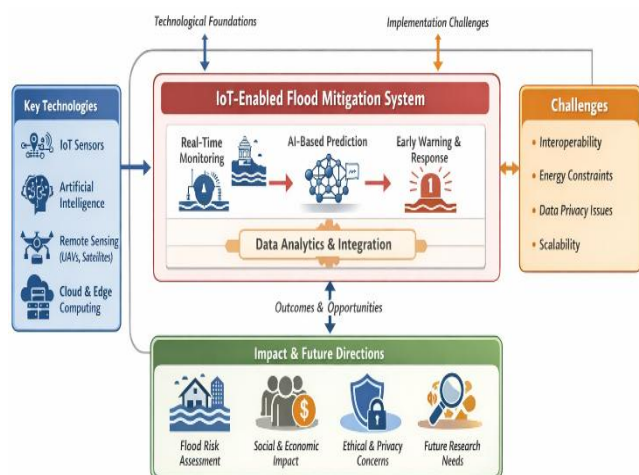 Technological Foundations
Implementation Challenges
Key Technologies
IoT Sensors
Artificial
Intelligence
Remote Sensing
(UAVs, Satellites)
Cloud & Edge
Computing
IoT-Enabled Flood Mitigation System
Real-Time
Monitoring
AI-Based Prediction
Early Warning &
Response
1
Data Analytics & Integration
Challenges
• Interoperability
• Energy Constraints
• Data Privacy Issues
• Scalability
Outcomes &
Opportunities
Impact & Future Directions
$
Flood Risk
Assessment
Social & Economic
Impact
Ethical & Privacy
Concerns
Future Research
Needs